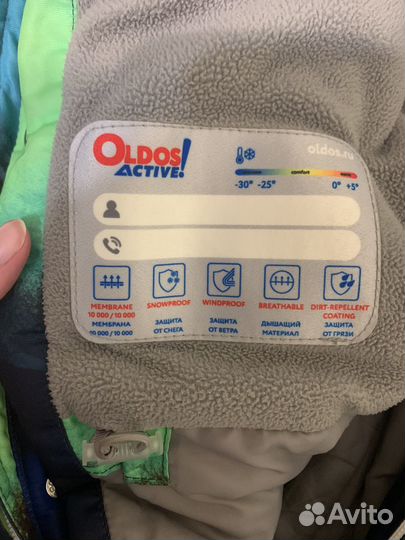 OLDOS
ACTIVE!
oldos.ru
comfort
-30° -25° 0° +5°
MEMBRANE
10 000 / 10 000
МЕМБРАНА
10 000 / 10 000
SNOWPROOF
ЗАЩИТА
ОТ СНЕГА
WINDPROOF
ЗАЩИТА
ОТ ВЕТРА
BREATHABLE
ДЫШАЩИЙ
МАТЕРИАЛ
DIRT-REPELLENT
COATING
ЗАЩИТА
ОТ ГРЯЗИ
Avito